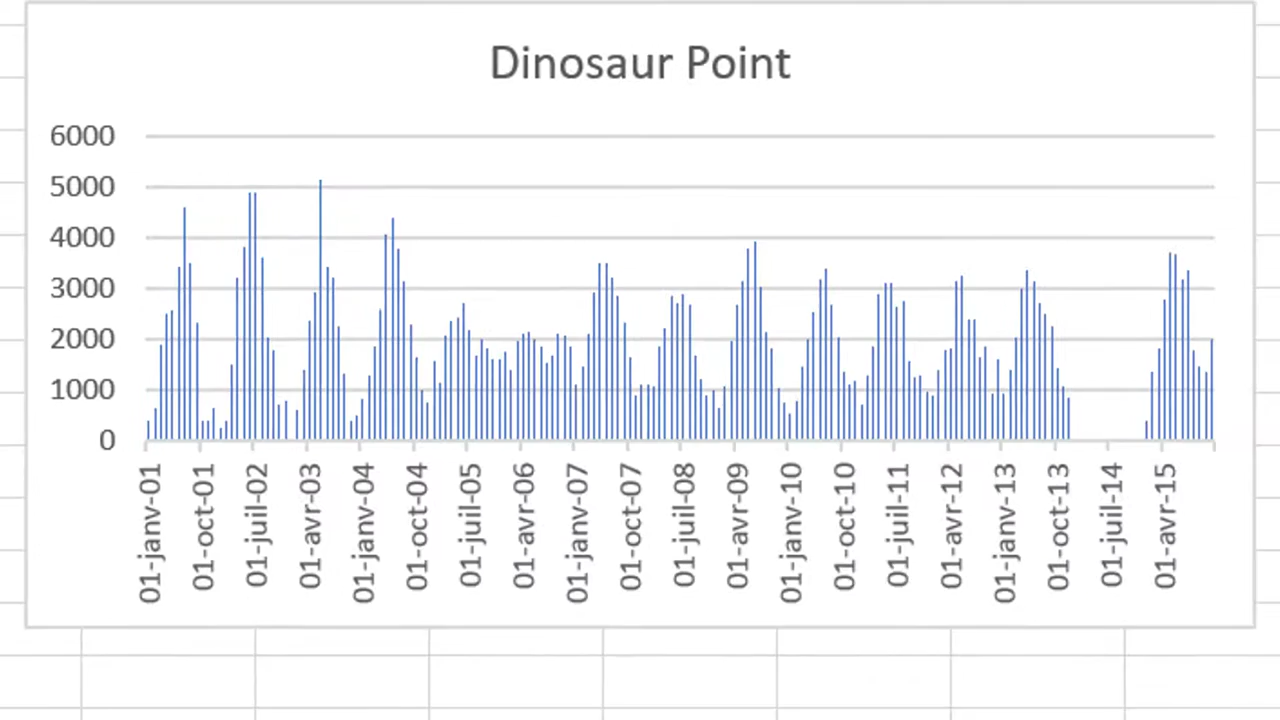 Dinosaur Point
6000
5000
4000
3000
2000
1000
0
01-janv-01
01-oct-01
01-juil-02
01-avr-03
01-janv-04
01-oct-04
01-juil-05
01-avr-06
01-janv-07
01-oct-07
01-juil-08
01-avr-09
01-janv-10
01-oct-10
01-juil-11
01-avr-12
01-janv-13
01-oct-13
01-juil-14
01-avr-15